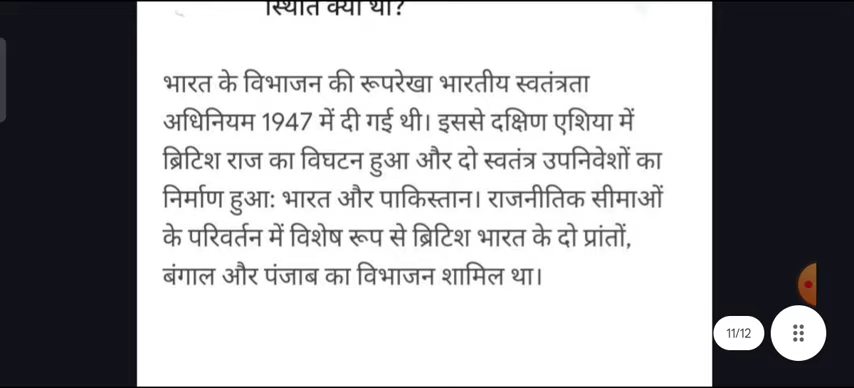 स्थिति क्या थी?
भारत के विभाजन की रूपरेखा भारतीय स्वतंत्रता
अधिनियम 1947 में दी गई थी। इससे दक्षिण एशिया में
ब्रिटिश राज का विघटन हुआ और दो स्वतंत्र उपनिवेशों का
निर्माण हुआ: भारत और पाकिस्तान। राजनीतिक सीमाओं
के परिवर्तन में विशेष रूप से ब्रिटिश भारत के दो प्रांतों,
बंगाल और पंजाब का विभाजन शामिल था।
11/12